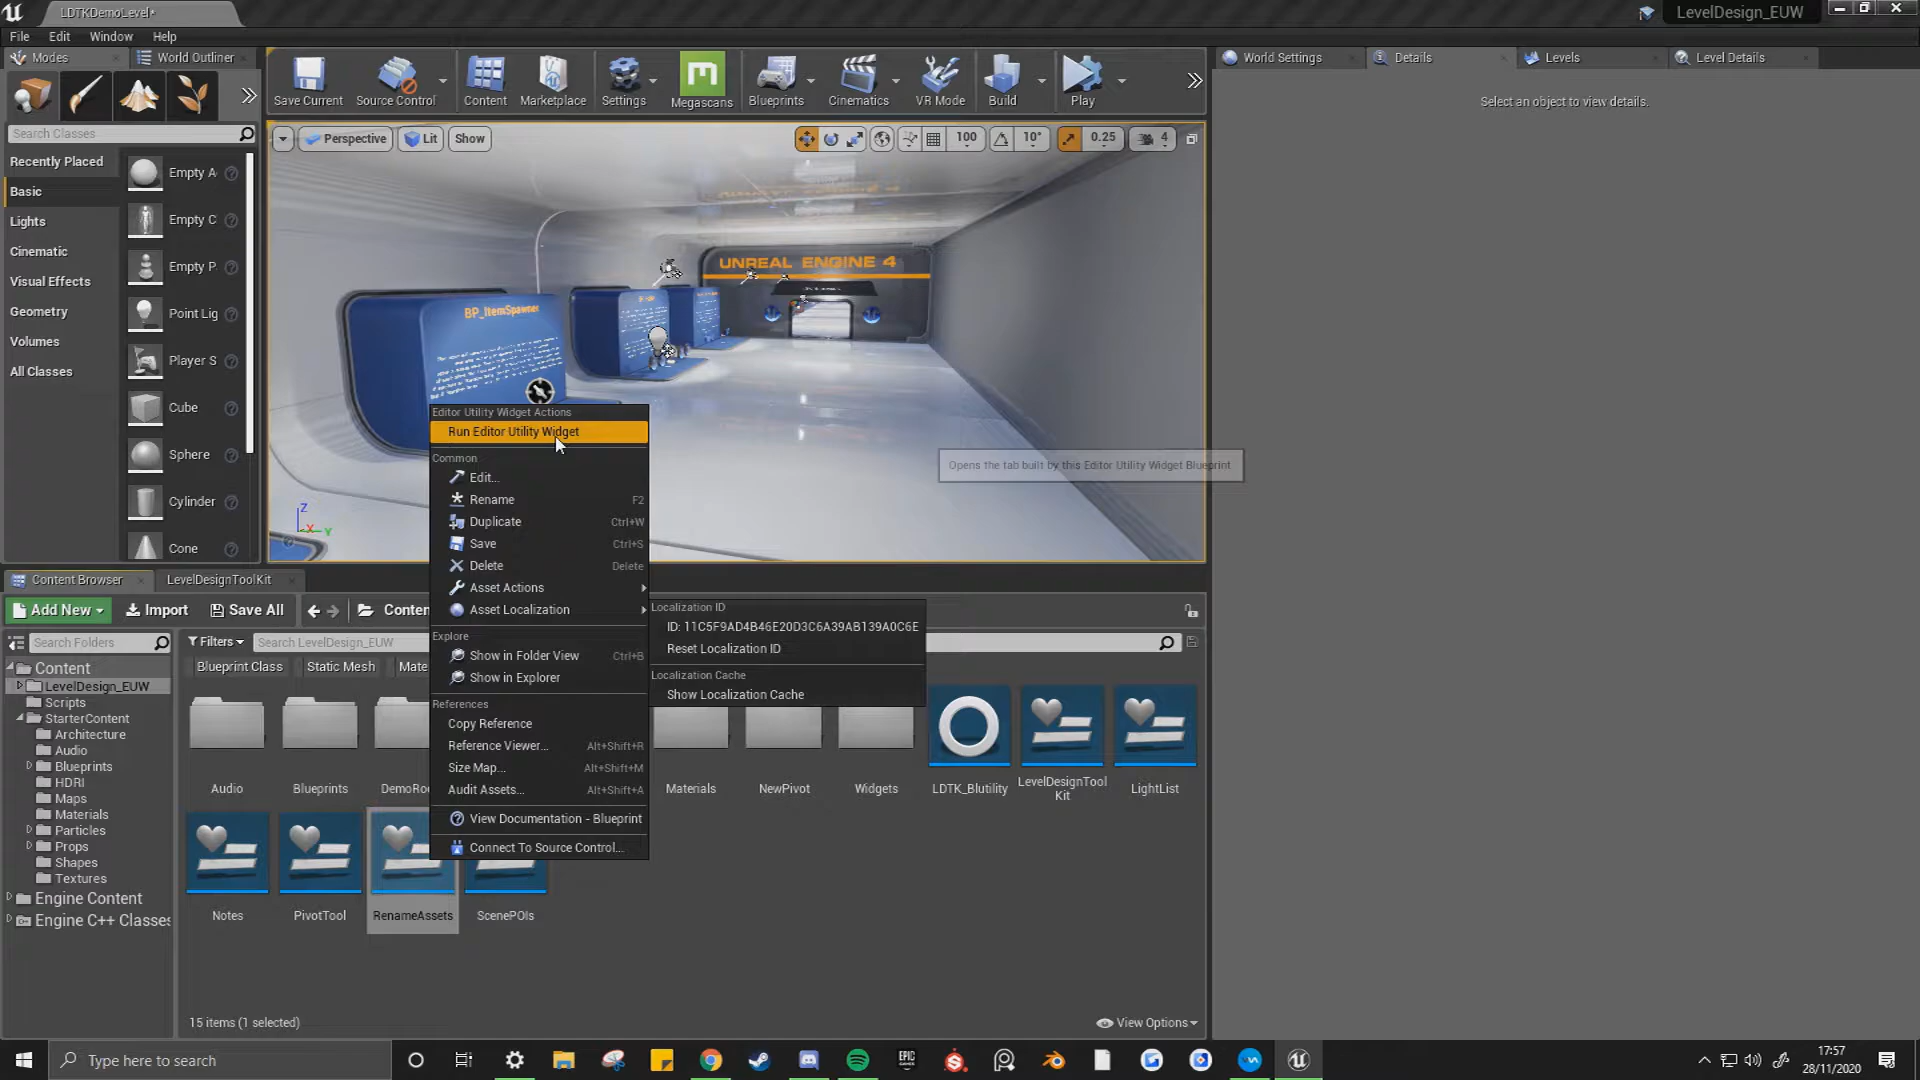 LDTKDemoLevel*
LevelDesign_EUW
File Edit Window Help
Modes
World Outliner
World Settings
Details
Levels
Level Details
Save Current
Source Control
Content
Marketplace
Settings
Megascans
Blueprints
Cinematics
VR Mode
Build
Play
Select an object to view details.
Search Classes
Perspective
Lit
Show
100
10°
0.25
4
Recently Placed
Basic
Lights
Cinematic
Visual Effects
Geometry
Volumes
All Classes
Empty A
Empty C
Empty P
Point Lig
Player S
Cube
Sphere
Cylinder
Cone
UNREAL ENGINE 4
BP_ItemSpawner
Z
X
Y
Editor Utility Widget Actions
Run Editor Utility Widget
Opens the tab built by this Editor Utility Widget Blueprint
Common
Edit...
Rename F2
Duplicate Ctrl+W
Save Ctrl+S
Delete Delete
Asset Actions
Asset Localization
Explore
Show in Folder View Ctrl+B
Show in Explorer
References
Copy Reference
Reference Viewer... Alt+Shift+R
Size Map... Alt+Shift+M
Audit Assets... Alt+Shift+A
View Documentation - Blueprint
Connect To Source Control...
Localization ID
ID: 11C5F9AD4B46E20D3C6A39AB139A0C6E
Reset Localization ID
Localization Cache
Show Localization Cache
Content Browser
LevelDesignToolKit
Add New
Import
Save All
Conten
Search Folders
Filters
Search LevelDesign_EUW
Blueprint Class
Static Mesh
Mate
Content
LevelDesign_EUW
Scripts
StarterContent
Architecture
Audio
Blueprints
HDRI
Maps
Materials
Particles
Props
Shapes
Textures
Engine Content
Engine C++ Classes
Audio
Blueprints
DemoRoo
Materials
NewPivot
Widgets
LDTK_Blutility
LevelDesignTool
Kit
LightList
Notes
PivotTool
RenameAssets
ScenePOIs
15 items (1 selected)
View Options
Type here to search
EPIC
GAMES
17:57
28/11/2020